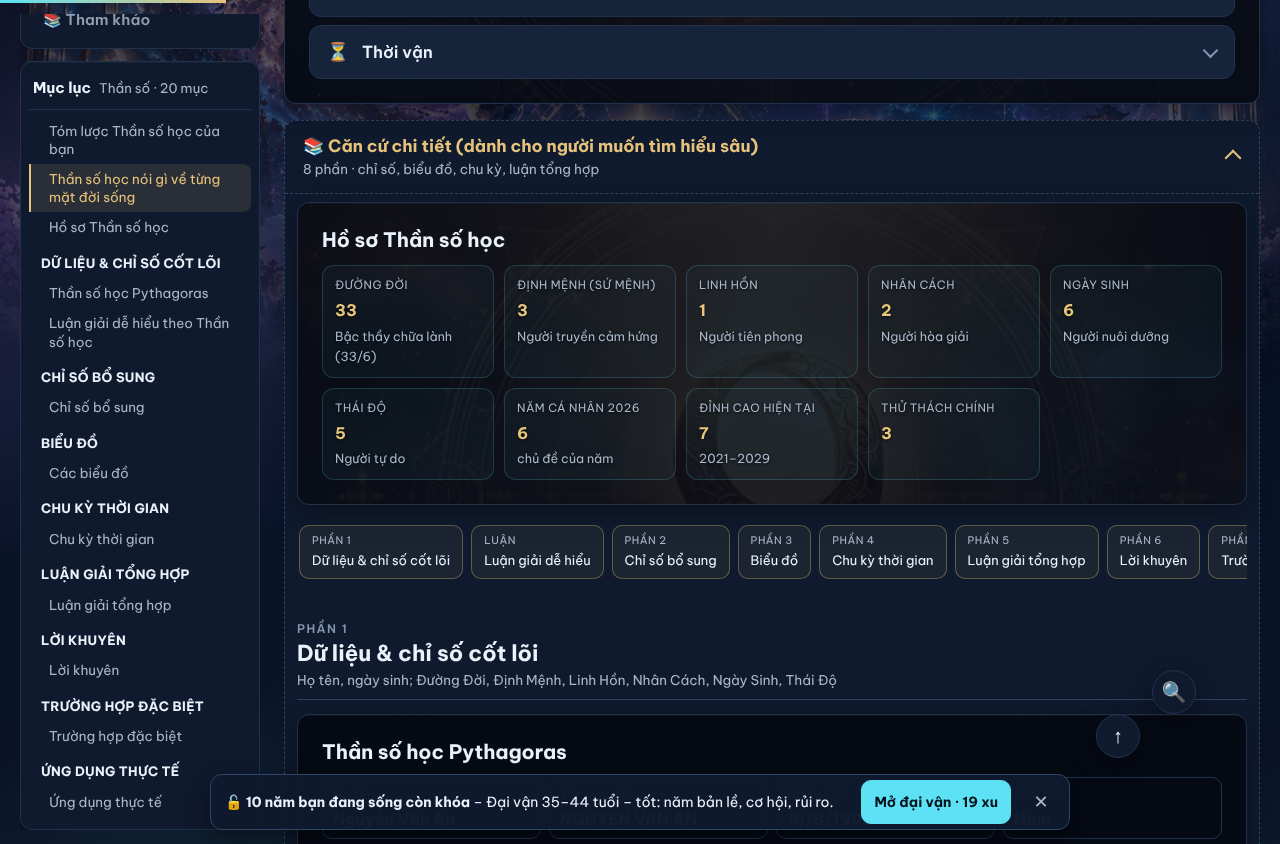 📚 Tham khảo
Mục lục Thần số · 20 mục
Tóm lược Thần số học của
bạn
Thần số học nói gì về từng
mặt đời sống
Hồ sơ Thần số học
DỮ LIỆU & CHỈ SỐ CỐT LÕI
Thần số học Pythagoras
Luận giải dễ hiểu theo Thần
số học
CHỈ SỐ BỔ SUNG
Chỉ số bổ sung
BIỂU ĐỒ
Các biểu đồ
CHU KỲ THỜI GIAN
Chu kỳ thời gian
LUẬN GIẢI TỔNG HỢP
Luận giải tổng hợp
LỜI KHUYÊN
Lời khuyên
TRƯỜNG HỢP ĐẶC BIỆT
Trường hợp đặc biệt
ỨNG DỤNG THỰC TẾ
Ứng dụng thực tế
⏳ Thời vận
📚 Căn cứ chi tiết (dành cho người muốn tìm hiểu sâu)
8 phần · chỉ số, biểu đồ, chu kỳ, luận tổng hợp
Hồ sơ Thần số học
ĐƯỜNG ĐỜI
33
Bậc thầy chữa lành
(33/6)
ĐỊNH MỆNH (SỨ MỆNH)
3
Người truyền cảm hứng
LINH HỒN
1
Người tiên phong
NHÂN CÁCH
2
Người hòa giải
NGÀY SINH
6
Người nuôi dưỡng
THÁI ĐỘ
5
Người tự do
NĂM CÁ NHÂN 2026
6
chủ đề của năm
ĐỈNH CAO HIỆN TẠI
7
2021–2029
THỬ THÁCH CHÍNH
3
PHẦN 1
Dữ liệu & chỉ số cốt lõi
LUẬN
Luận giải dễ hiểu
PHẦN 2
Chỉ số bổ sung
PHẦN 3
Biểu đồ
PHẦN 4
Chu kỳ thời gian
PHẦN 5
Luận giải tổng hợp
PHẦN 6
Lời khuyên
PHẦN 1
Dữ liệu & chỉ số cốt lõi
Họ tên, ngày sinh; Đường Đời, Định Mệnh, Linh Hồn, Nhân Cách, Ngày Sinh, Thái Độ
🔍
↑
Thần số học Pythagoras
🔓 10 năm bạn đang sống còn khóa – Đại vận 35–44 tuổi – tốt: năm bản lề, cơ hội, rủi ro.
Mở đại vận · 19 xu
✕
Nguyễn Văn An
NGUYEN VAN AN